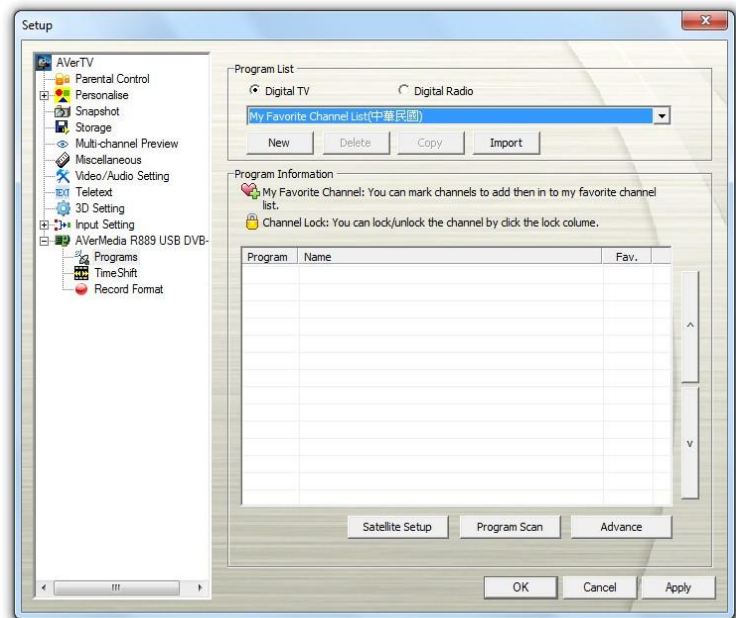 Setup
AVerTV
Parental Control
Personalise
Snapshot
Storage
Multi-channel Preview
Miscellaneous
Video/Audio Setting
TEXT Teletext
3D Setting
Input Setting
AVerMedia R889 USB DVB-
Programs
TimeShift
Record Format
Program List
Digital TV
Digital Radio
My Favorite Channel List(中華民國)
New
Delete
Copy
Import
Program Information
My Favorite Channel: You can mark channels to add then in to my favorite channel
list.
Channel Lock: You can lock/unlock the channel by click the lock colume.
Program
Name
Fav.
Satellite Setup
Program Scan
Advance
OK
Cancel
Apply